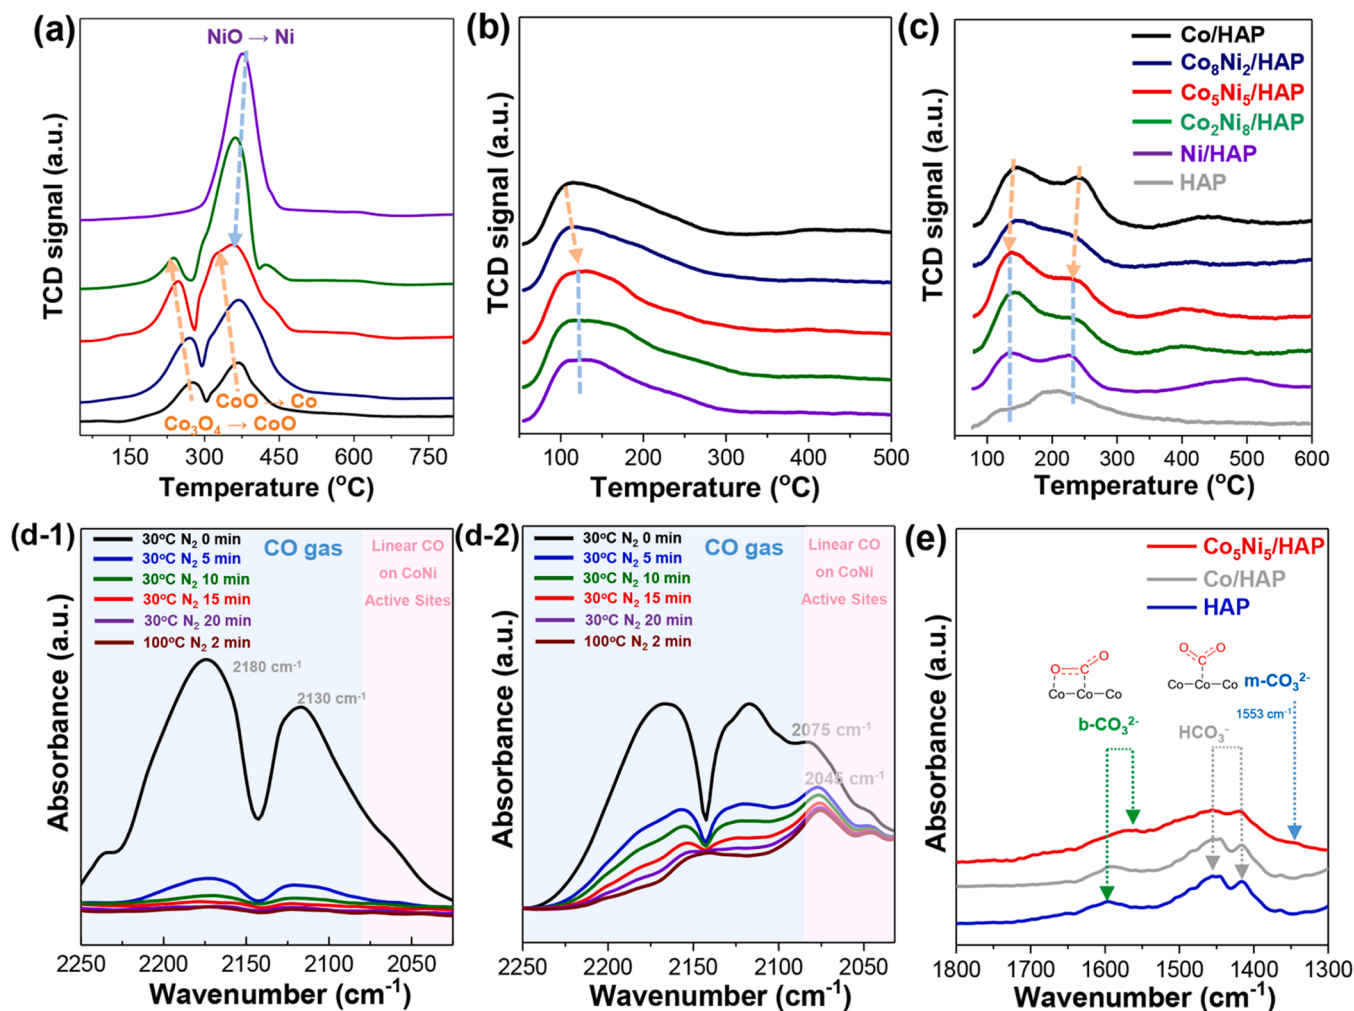 (a)
NiO → Ni
CoO → Co
Co₃O₄ → CoO
TCD signal (a.u.)
150 300 450 600 750
Temperature (°C)
(b)
TCD signal (a.u.)
100 200 300 400 500
Temperature (°C)
(c)
Co/HAP
Co₈Ni₂/HAP
Co₅Ni₅/HAP
Co₂Ni₈/HAP
Ni/HAP
HAP
TCD signal (a.u.)
100 200 300 400 500 600
Temperature (°C)
(d-1)
30°C N₂ 0 min
30°C N₂ 5 min
30°C N₂ 10 min
30°C N₂ 15 min
30°C N₂ 20 min
100°C N₂ 2 min
CO gas
Linear CO
on CoNi
Active Sites
2180 cm⁻¹
2130 cm⁻¹
Absorbance (a.u.)
2250 2200 2150 2100 2050
Wavenumber (cm⁻¹)
(d-2)
30°C N₂ 0 min
30°C N₂ 5 min
30°C N₂ 10 min
30°C N₂ 15 min
30°C N₂ 20 min
100°C N₂ 2 min
CO gas
Linear CO
on CoNi
Active Sites
2075 cm⁻¹
2045 cm⁻¹
Absorbance (a.u.)
2250 2200 2150 2100 2050
Wavenumber (cm⁻¹)
(e)
Co₅Ni₅/HAP
Co/HAP
HAP
O C O
Co Co Co
O O
C
Co Co Co
m-CO₃²⁻
1553 cm⁻¹
b-CO₃²⁻
HCO₃⁻
Absorbance (a.u.)
1800 1700 1600 1500 1400 1300
Wavenumber (cm⁻¹)